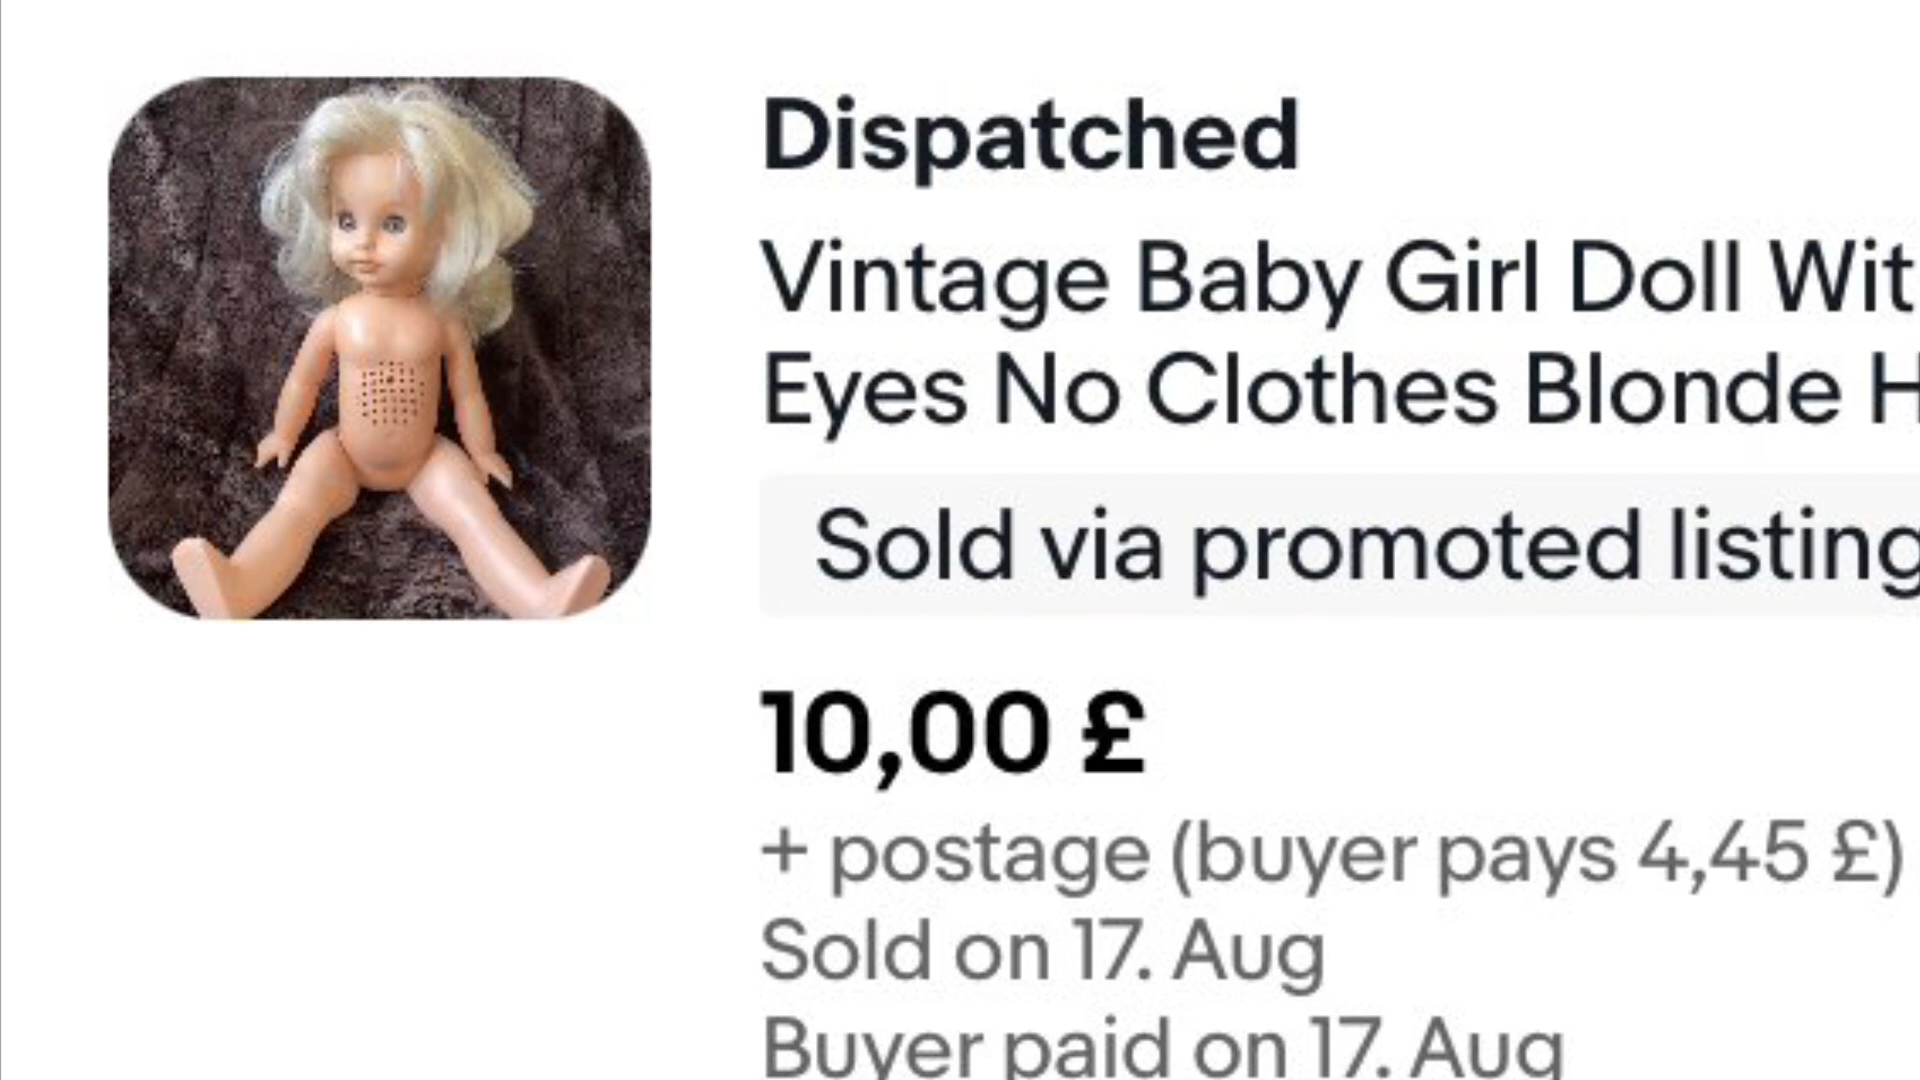 Dispatched
Vintage Baby Girl Doll Wit
Eyes No Clothes Blonde H
Sold via promoted listing
10,00 £
+ postage (buyer pays 4,45 £)
Sold on 17. Aug
Buyer paid on 17. Aug